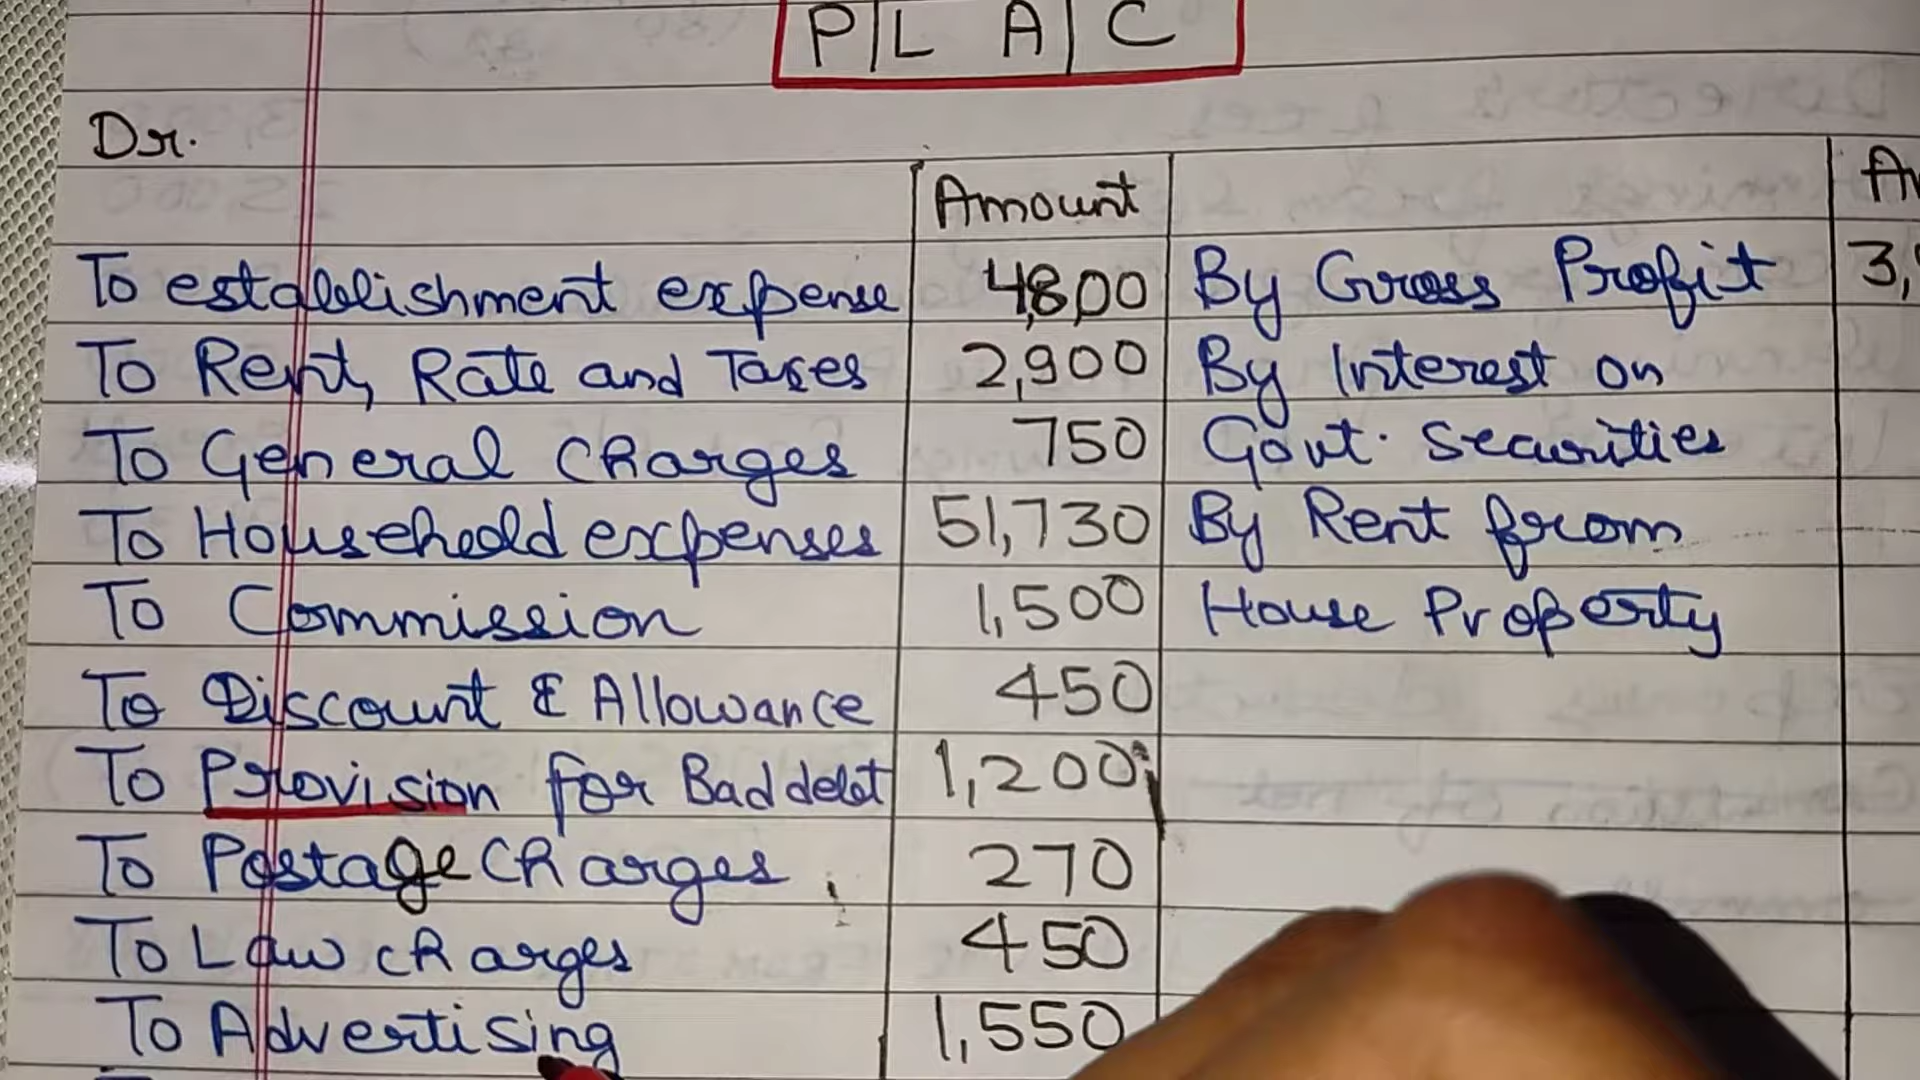 P|L A|C
Dr.
Amount
To establishment expense 4,800 By Gross Profit 3,
To Rent, Rate and Taxes 2,900 By Interest on
To General Charges 750 Govt. Securities
To Household expenses 51,730 By Rent from
To Commission 1,500 House Property
To Discount & Allowance 450
To Provision for Bad debt 1,200
To Postage Charges 270
To Law charges 450
To Advertising 1,550